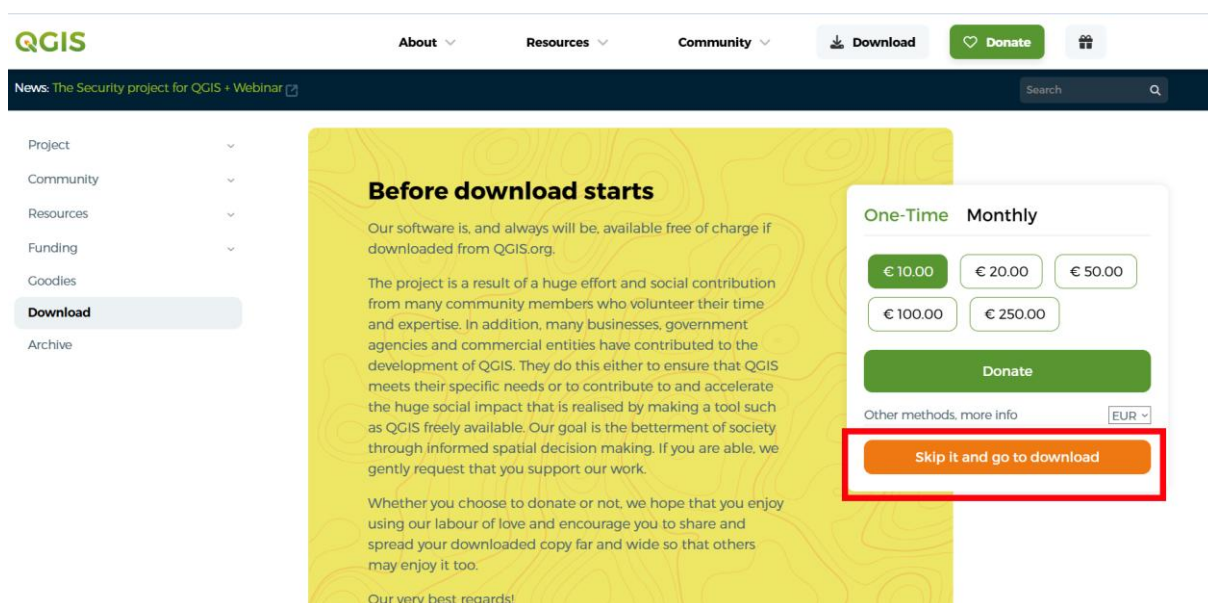 QGIS
About
Resources
Community
Download
Donate
News: The Security project for QGIS + Webinar
Search
Project
Community
Resources
Funding
Goodies
Download
Archive
Before download starts
Our software is, and always will be, available free of charge if
downloaded from QGIS.org.
The project is a result of a huge effort and social contribution
from many community members who volunteer their time
and expertise. In addition, many businesses, government
agencies and commercial entities have contributed to the
development of QGIS. They do this either to ensure that QGIS
meets their specific needs or to contribute to and accelerate
the huge social impact that is realised by making a tool such
as QGIS freely available. Our goal is the betterment of society
through informed spatial decision making. If you are able, we
gently request that you support our work.
Whether you choose to donate or not, we hope that you enjoy
using our labour of love and encourage you to share and
spread your downloaded copy far and wide so that others
may enjoy it too.
Our very best regards!
One-Time Monthly
€ 10.00 € 20.00 € 50.00
€ 100.00 € 250.00
Donate
Other methods, more info EUR
Skip it and go to download